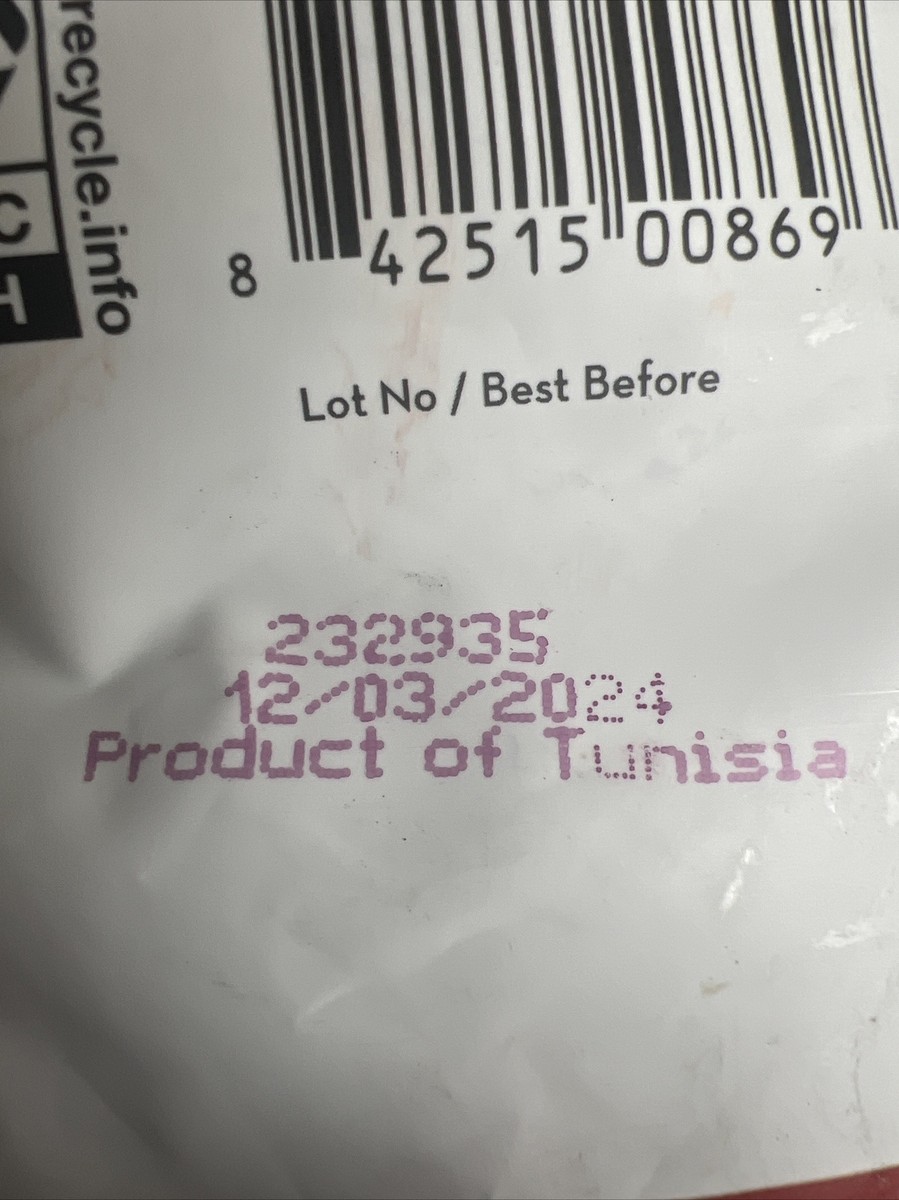 recycle.info
8 42515 00869
Lot No / Best Before
232935
12/03/2024
Product of Tunisia